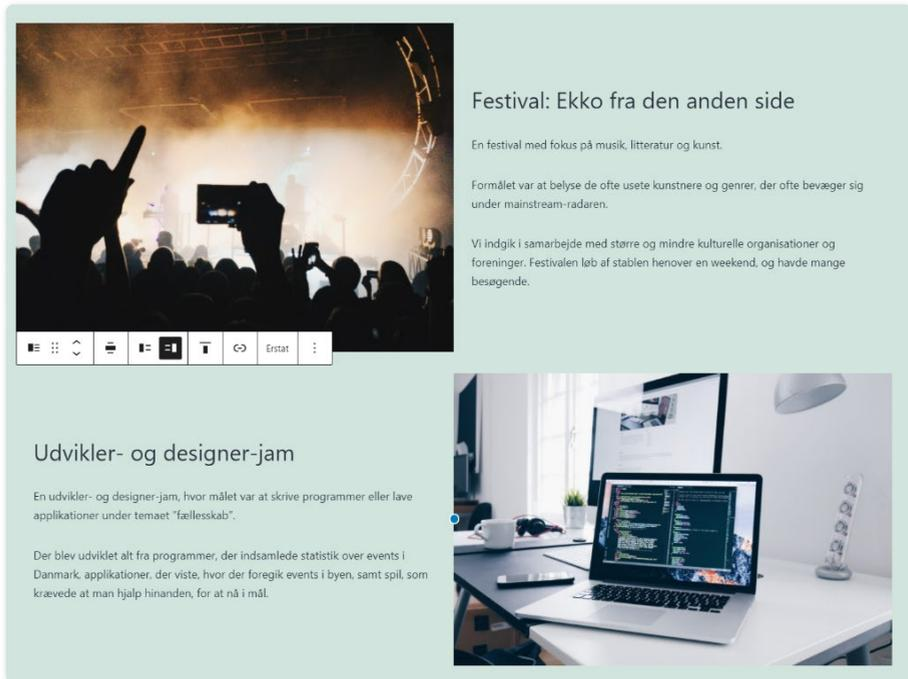 Festival: Ekko fra den anden side
En festival med fokus på musik, litteratur og kunst.
Formålet var at belyse de ofte usete kunstnere og genrer, der ofte bevæger sig
under mainstream-radaren.
Vi indgik i samarbejde med større og mindre kulturelle organisationer og
foreninger. Festivalen løb af stablen henover en weekend, og havde mange
besøgende.
Erstat
Udvikler- og designer-jam
En udvikler- og designer-jam, hvor målet var at skrive programmer eller lave
applikationer under temaet "fællesskab".
Der blev udviklet alt fra programmer, der indsamlede statistik over events i
Danmark, applikationer, der viste, hvor der foregik events i byen, samt spil, som
krævede at man hjalp hinanden, for at nå i mål.